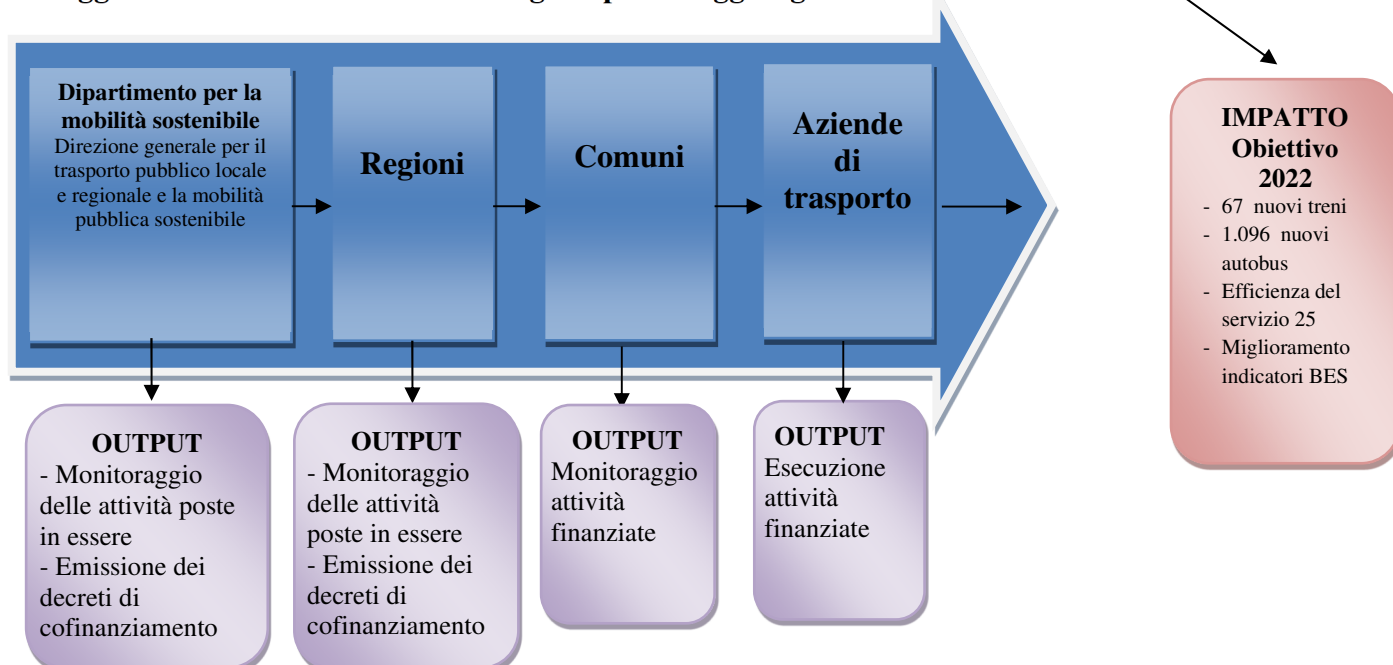 Dipartimento per la
mobilità sostenibile
Direzione generale per il
trasporto pubblico locale
e regionale e la mobilità
pubblica sostenibile
Regioni
Comuni
Aziende
di
trasporto
IMPATTO
Obiettivo
2022
- 67 nuovi treni
- 1.096 nuovi
autobus
- Efficienza del
servizio 25
- Miglioramento
indicatori BES
OUTPUT
- Monitoraggio
delle attività poste
in essere
- Emissione dei
decreti di
cofinanziamento
OUTPUT
- Monitoraggio
delle attività
poste in essere
- Emissione dei
decreti di
cofinanziamento
OUTPUT
Monitoraggio
attività
finanziate
OUTPUT
Esecuzione
attività
finanziate